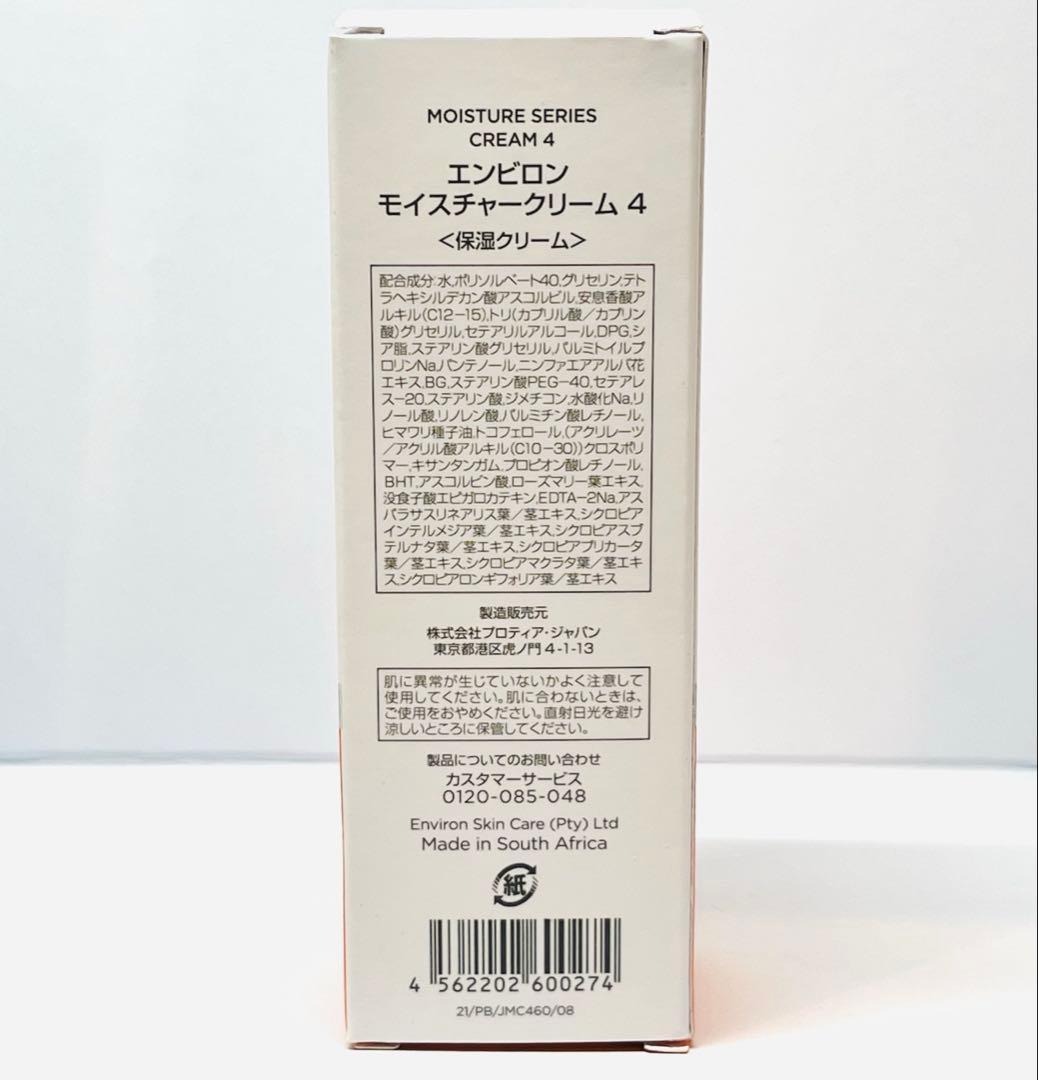 MOISTURE SERIES
CREAM 4
エンビロン
モイスチャークリーム 4
<保湿クリーム>
配合成分:水,ポリソルベート40,グリセリン,テト
ラヘキシルデカン酸アスコルビル,安息香酸ア
ルキル(C12-15),トリ(カプリル酸/カプリン
酸)グリセリル,セテアリルアルコール,DPG,シ
ア脂,ステアリン酸グリセリル,パルミトイルプ
ロリンNa,パンテノール,ニンファエアアルバ花
エキス,BG,ステアリン酸PEG-40,セテアレ
ス-20,ステアリン酸,ジメチコン,水酸化Na,リ
ノール酸,リノレン酸,パルミチン酸レチノール,
ヒマワリ種子油,トコフェロール,(アクリレーツ
/アクリル酸アルキル(C10-30))クロスポリ
マー,キサンタンガム,プロピオン酸レチノール,
BHT,アスコルビン酸,ローズマリー葉エキス,
没食子酸エピガロカテキン,EDTA-2Na,アス
パラサスリネアリス葉/茎エキス,シクロピア
インテルメジア葉/茎エキス,シクロピアスブ
テルナタ葉/茎エキス,シクロピアプリカータ
葉/茎エキス,シクロピアマクラタ葉/茎エキ
ス,シクロピアロンギフォリア葉/茎エキス
製造販売元
株式会社プロティア・ジャパン
東京都港区虎ノ門 4-1-13
肌に異常が生じていないかよく注意して
使用してください。肌に合わないときは、
ご使用をおやめください。直射日光を避け
涼しいところに保管してください。
製品についてのお問い合わせ
カスタマーサービス
0120-085-048
Environ Skin Care (Pty) Ltd
Made in South Africa
紙
4 562202 600274
21/PB/JMC460/08